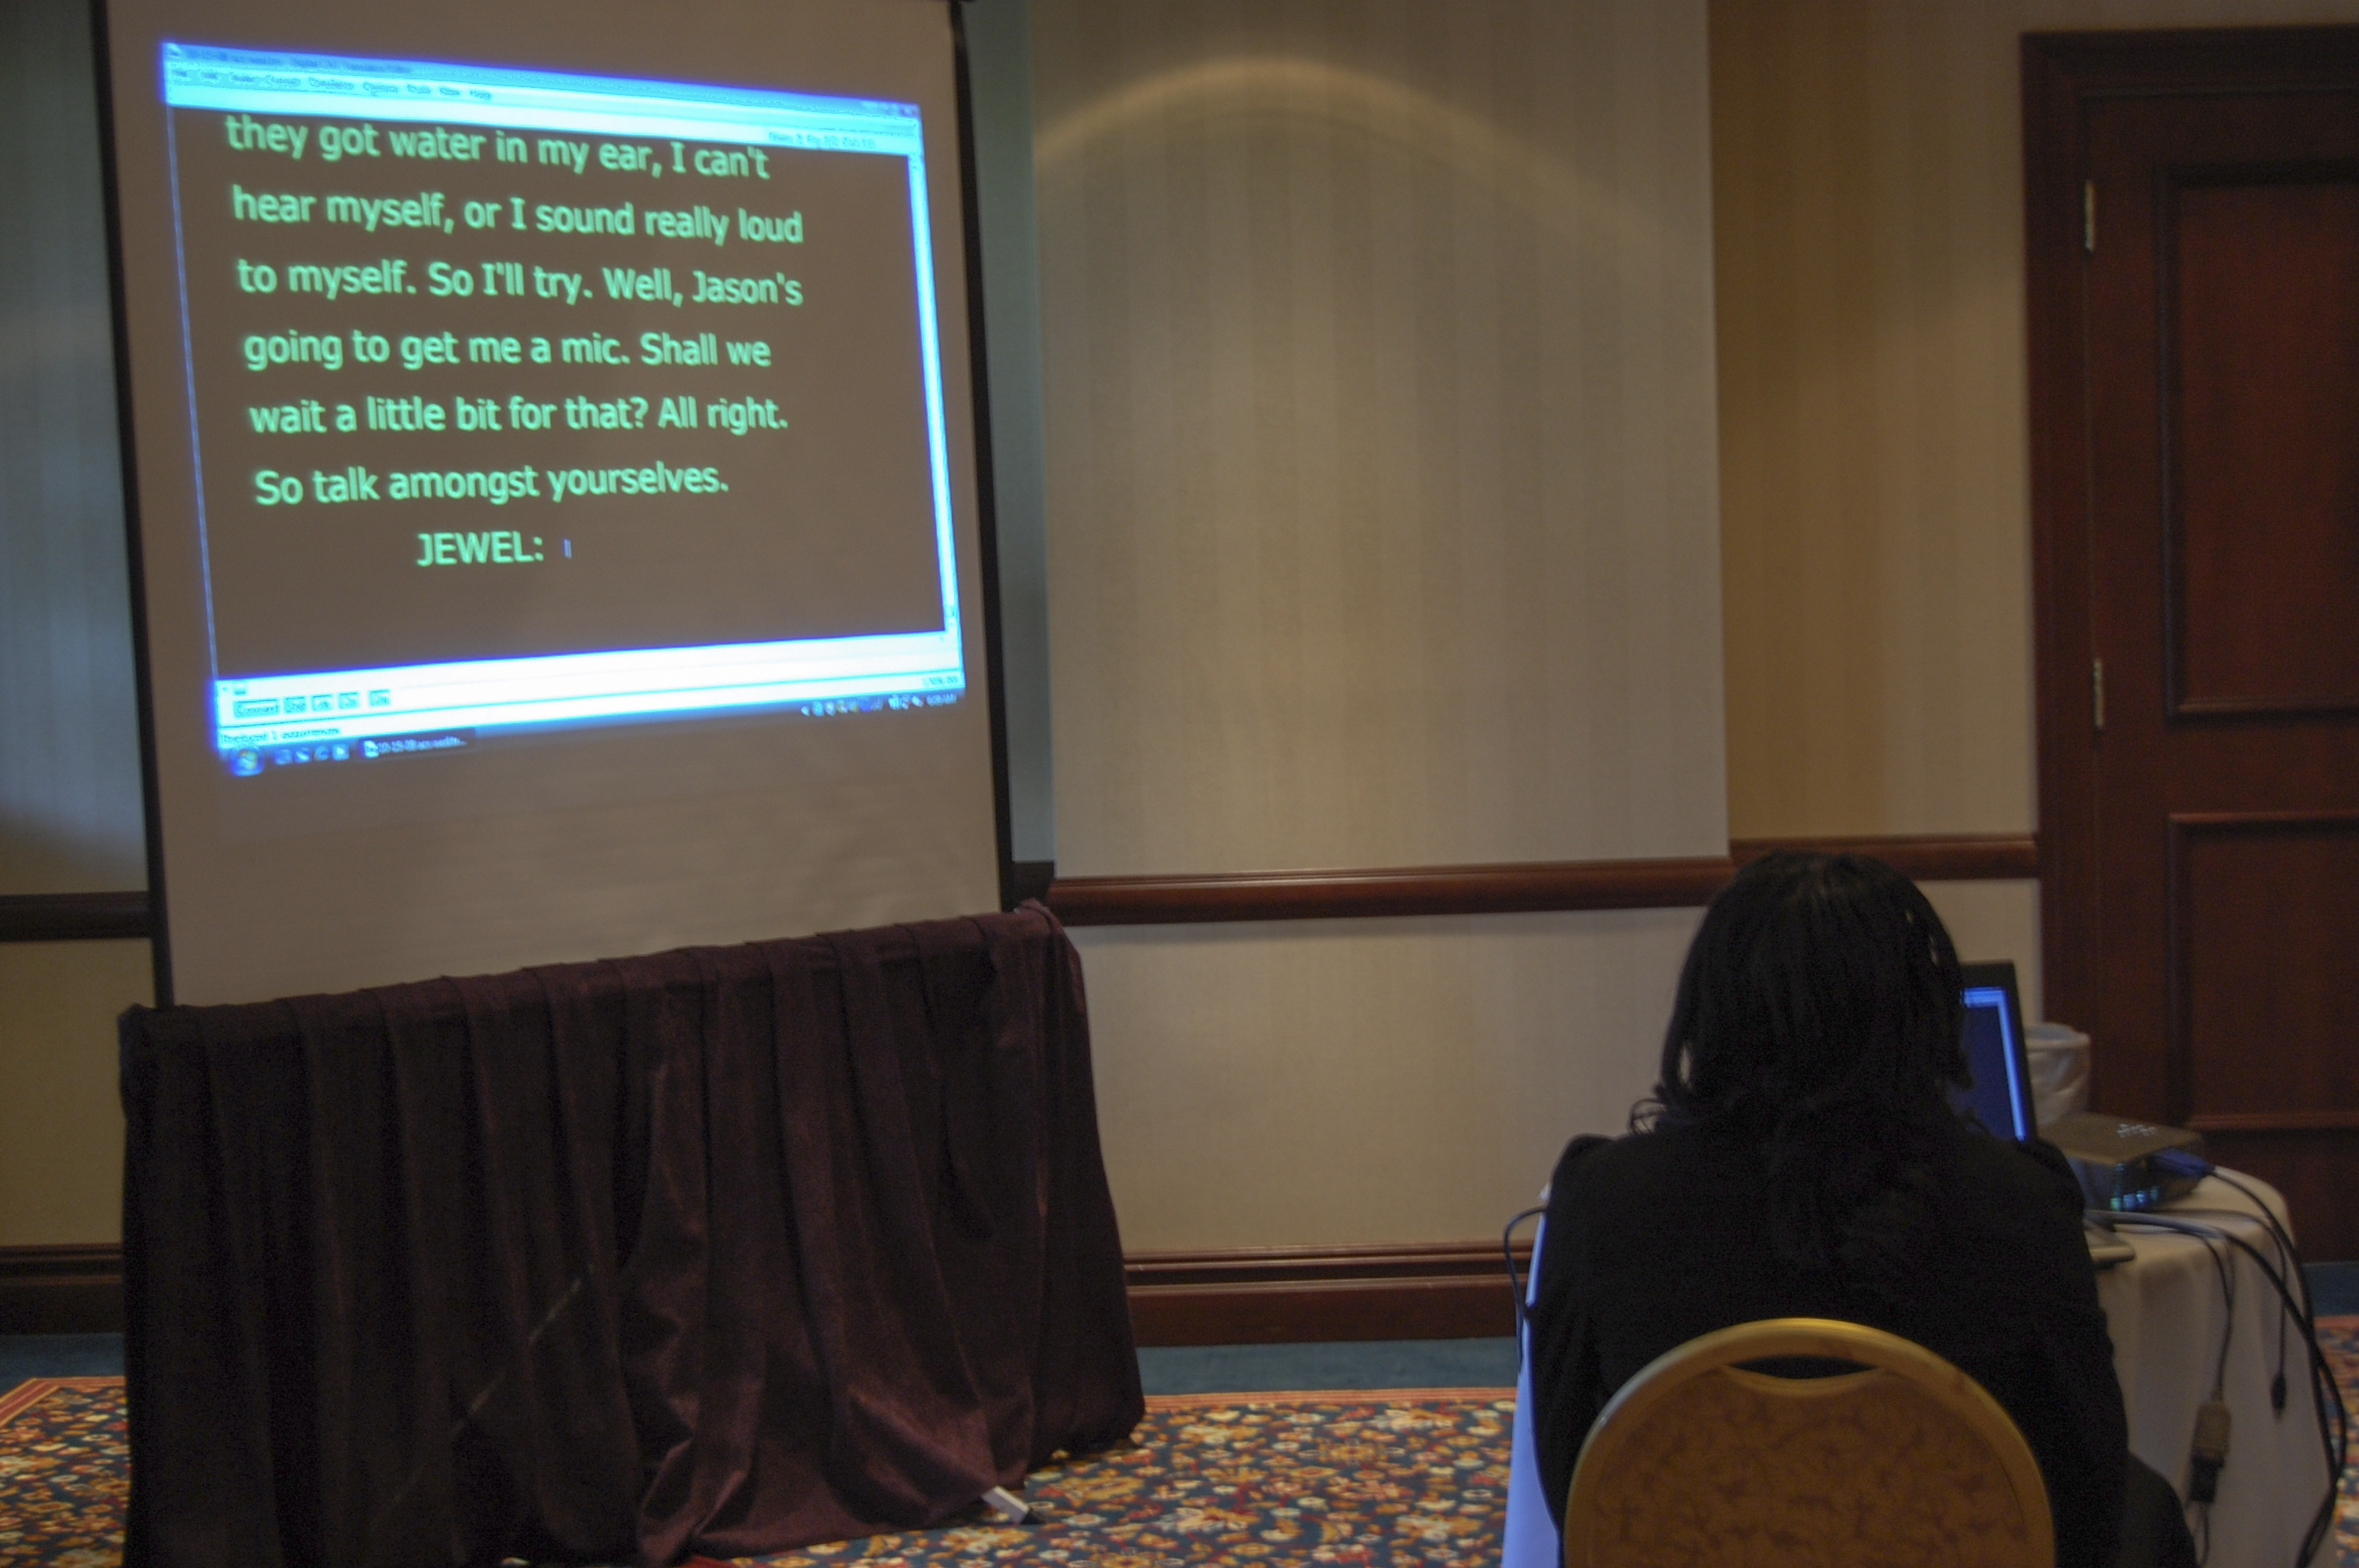 they got water in my ear, I can't
hear myself, or I sound really loud
to myself. So I'll try. Well, Jason's
going to get me a mic. Shall we
wait a little bit for that? All right.
So talk amongst yourselves.
JEWEL: